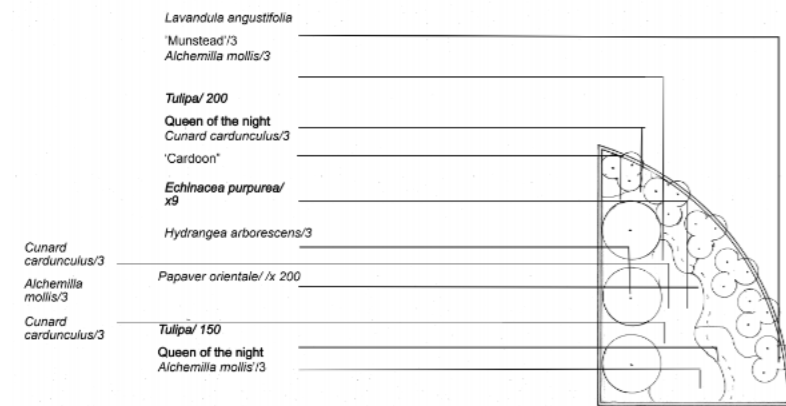 Lavandula angustifolia
'Munstead'/3
Alchemilla mollis/3
Tulipa/ 200
Queen of the night
Cunard cardunculus/3
'Cardoon"
Echinacea purpurea/
x9
Hydrangea arborescens/3
Cunard
cardunculus/3
Papaver orientale/ /x 200
Alchemilla
mollis/3
Cunard
cardunculus/3
Tulipa/ 150
Queen of the night
Alchemilla mollis'/3